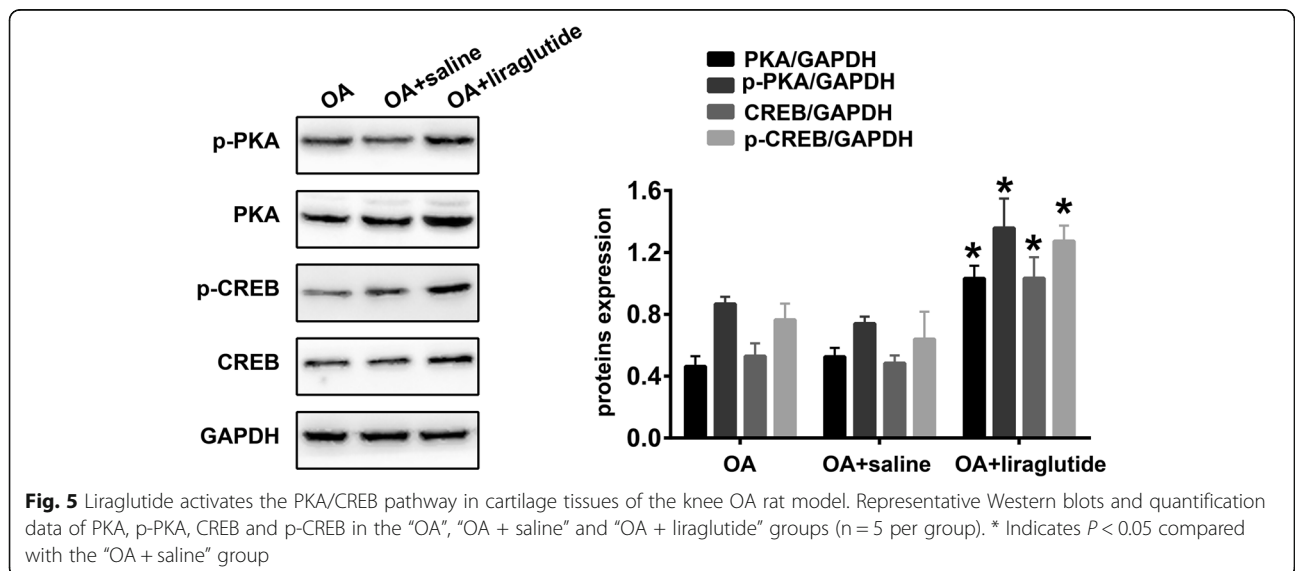 OA
OA+saline
OA+liraglutide
p-PKA
PKA
p-CREB
CREB
GAPDH
PKA/GAPDH
p-PKA/GAPDH
CREB/GAPDH
p-CREB/GAPDH
proteins expression
1.6
1.2
0.8
0.4
0.0
* * * *
OA OA+saline OA+liraglutide
Fig. 5 Liraglutide activates the PKA/CREB pathway in cartilage tissues of the knee OA rat model. Representative Western blots and quantification
data of PKA, p-PKA, CREB and p-CREB in the “OA”, “OA + saline” and “OA + liraglutide” groups (n = 5 per group). * Indicates P < 0.05 compared
with the “OA + saline” group